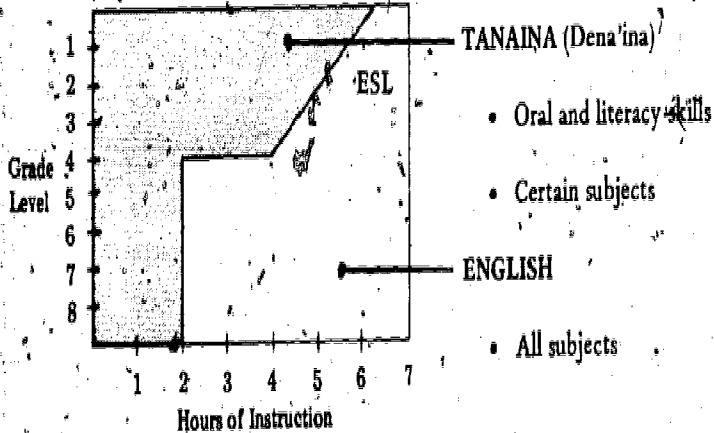 1
TANAINA (Dena'ina)
2
ESL
3
• Oral and literacy skills
Grade
Level
4
5
• Certain subjects
6
7
ENGLISH
8
• All subjects
1 2 3 4 5 6 7
Hours of Instruction